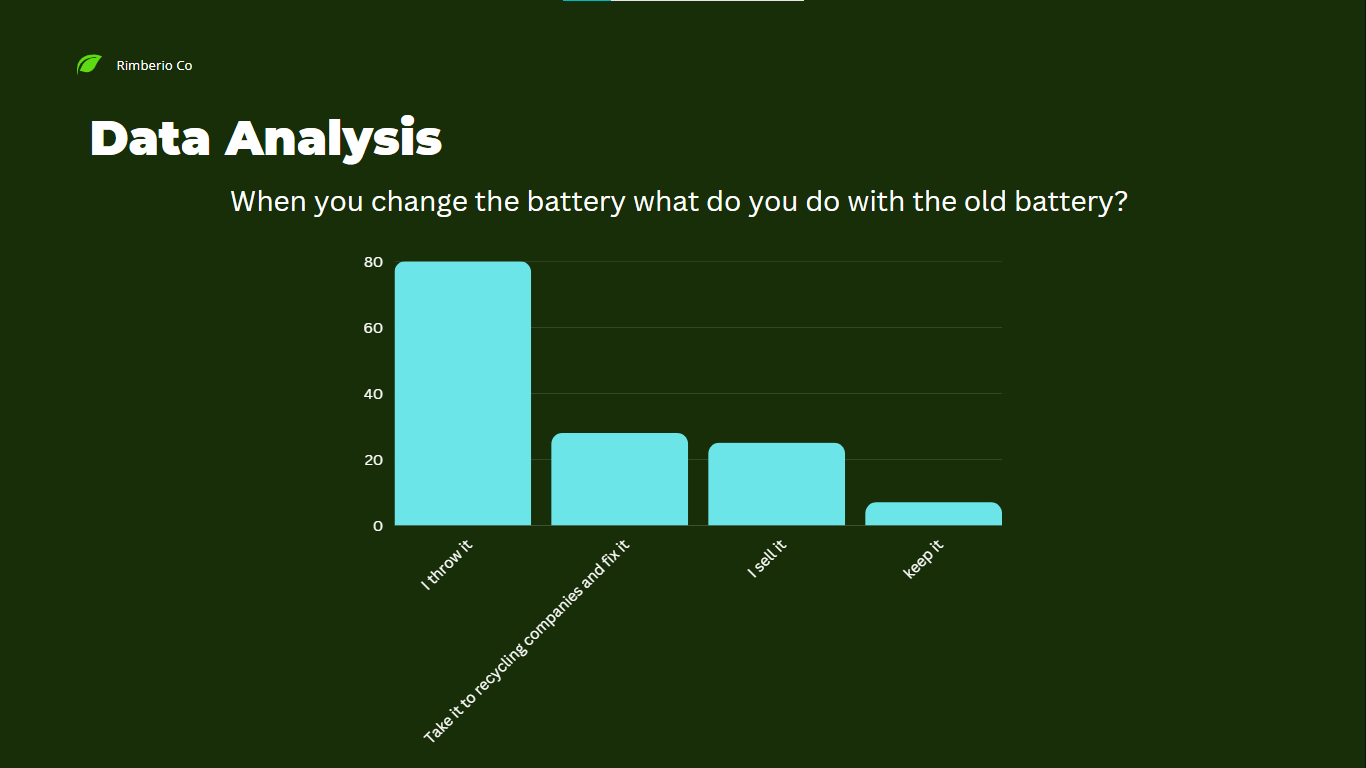 Rimberio Co
Data Analysis
When you change the battery what do you do with the old battery?
80
60
40
20
0
I throw it
Take it to recycling companies and fix it
I sell it
keep it